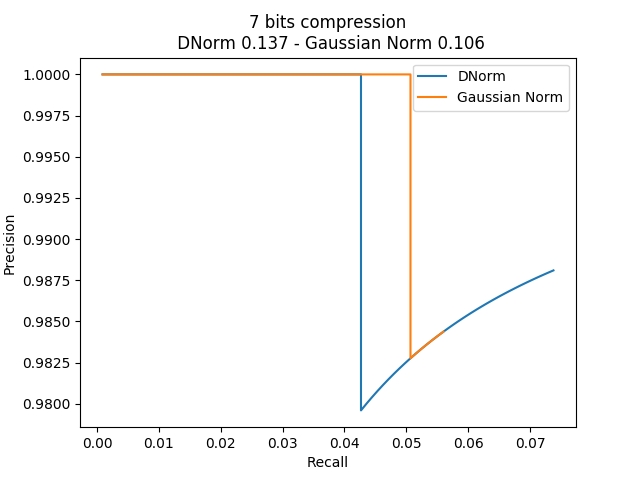 7 bits compression
DNorm 0.137 - Gaussian Norm 0.106
DNorm
Gaussian Norm
1.0000
0.9975
0.9950
0.9925
0.9900
0.9875
0.9850
0.9825
0.9800
Precision
0.00 0.01 0.02 0.03 0.04 0.05 0.06 0.07
Recall